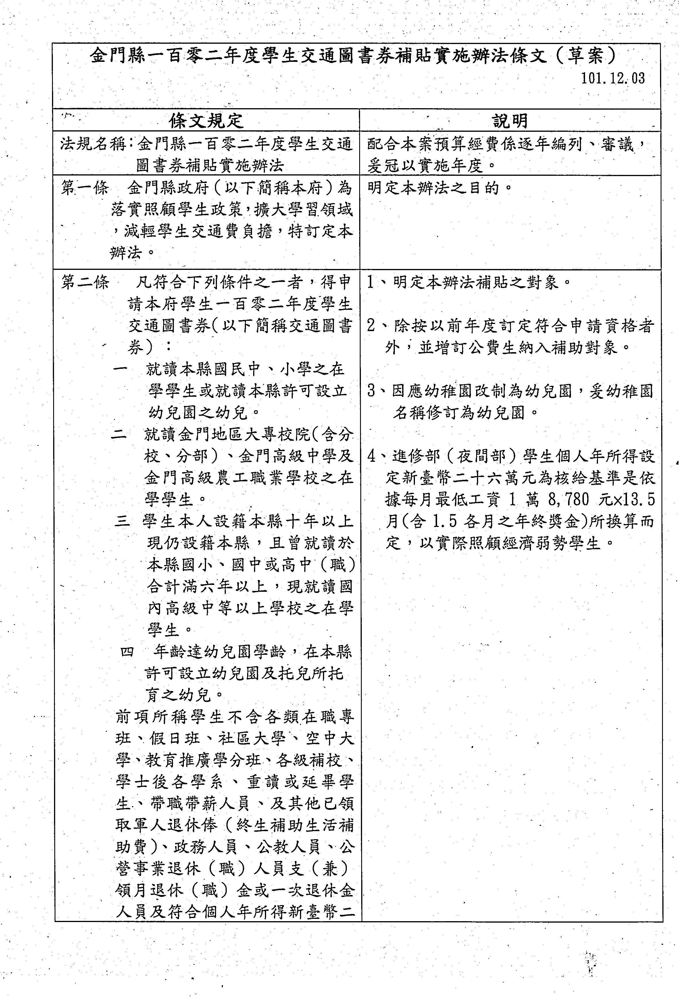 金門縣一百零二年度學生交通圖書券補貼實施辦法條文（草案）
101.12.03
條文規定
說明
法規名稱：金門縣一百零二年度學生交通
圖書券補貼實施辦法
配合本案預算經費係逐年編列、審議，
爰冠以實施年度。
第一條　金門縣政府（以下簡稱本府）為
落實照顧學生政策，擴大學習領域
，減輕學生交通費負擔，特訂定本
辦法。
明定本辦法之目的。
第二條　凡符合下列條件之一者，得申
請本府學生一百零二年度學生
交通圖書券（以下簡稱交通圖書
券）：
一　就讀本縣國民中、小學之在
學學生或就讀本縣許可設立
幼兒園之幼兒。
二　就讀金門地區大專校院（含分
校、分部）、金門高級中學及
金門高級農工職業學校之在
學學生。
三　學生本人設籍本縣十年以上
現仍設籍本縣，且曾就讀於
本縣國小、國中或高中（職）
合計滿六年以上，現就讀國
內高級中等以上學校之在學
學生。
四　年齡達幼兒園學齡，在本縣
許可設立幼兒園及托兒所托
育之幼兒。
前項所稱學生不含各類在職專
班、假日班、社區大學、空中大
學、教育推廣學分班、各級補校、
學士後各學系、重讀或延畢學
生、帶職帶薪人員、及其他已領
取軍人退休俸（終生補助生活補
助費）、政務人員、公教人員、公
營事業退休（職）人員支（兼）
領月退休（職）金或一次退休金
人員及符合個人年所得新臺幣二
1、明定本辦法補貼之對象。
2、除按以前年度訂定符合申請資格者
外，並增訂公費生納入補助對象。
3、因應幼稚園改制為幼兒園，爰幼稚園
名稱修訂為幼兒園。
4、進修部（夜間部）學生個人年所得設
定新臺幣二十六萬元為核給基準是依
據每月最低工資 1 萬 8,780 元×13.5
月（含 1.5 各月之年終獎金）所換算而
定，以實際照顧經濟弱勢學生。